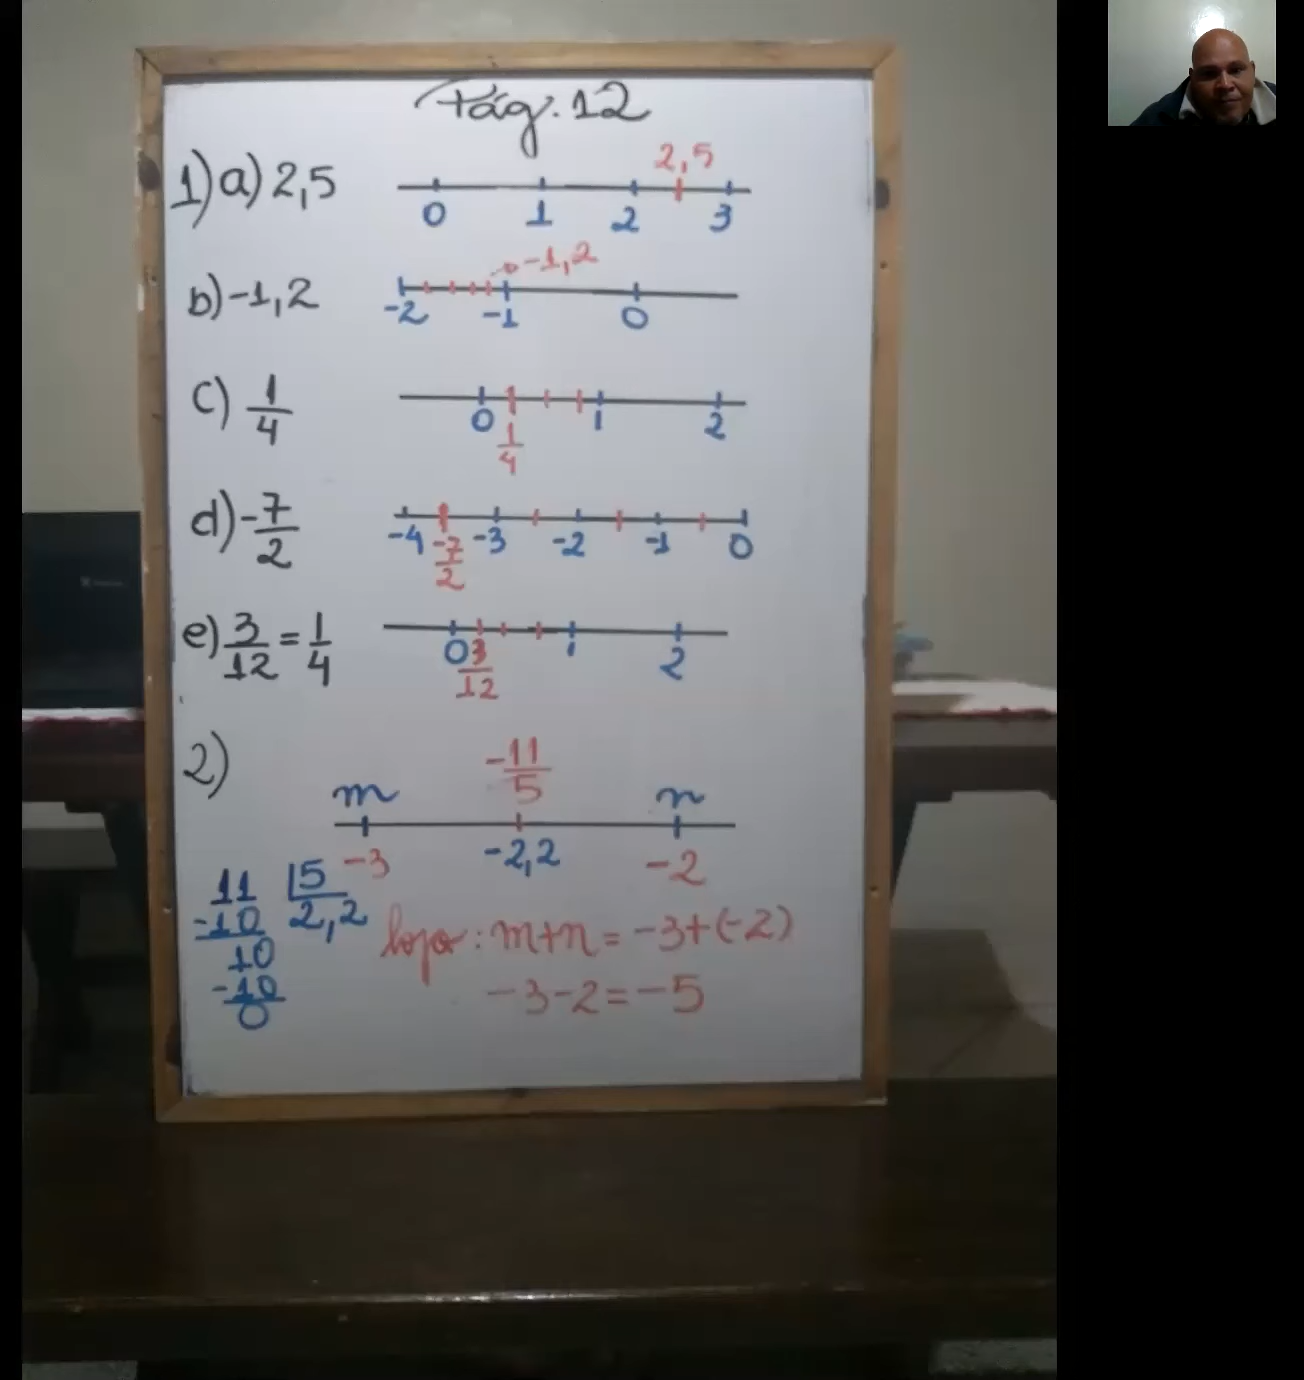 Pág. 12
1) a) 2,5
2,5
0 1 2 3
b) -1,2
-1,2
-2 -1 0
c) 1/4
0 1 2
1/4
d) -7/2
-4 -3 -2 -1 0
-7/2
e) 3/12 = 1/4
0 1 2
3/12
2)
-11/5
m n
-3 -2,2 -2
11 5
-10 2,2
10
-10
0
logo: m+n = -3+(-2)
-3-2=-5